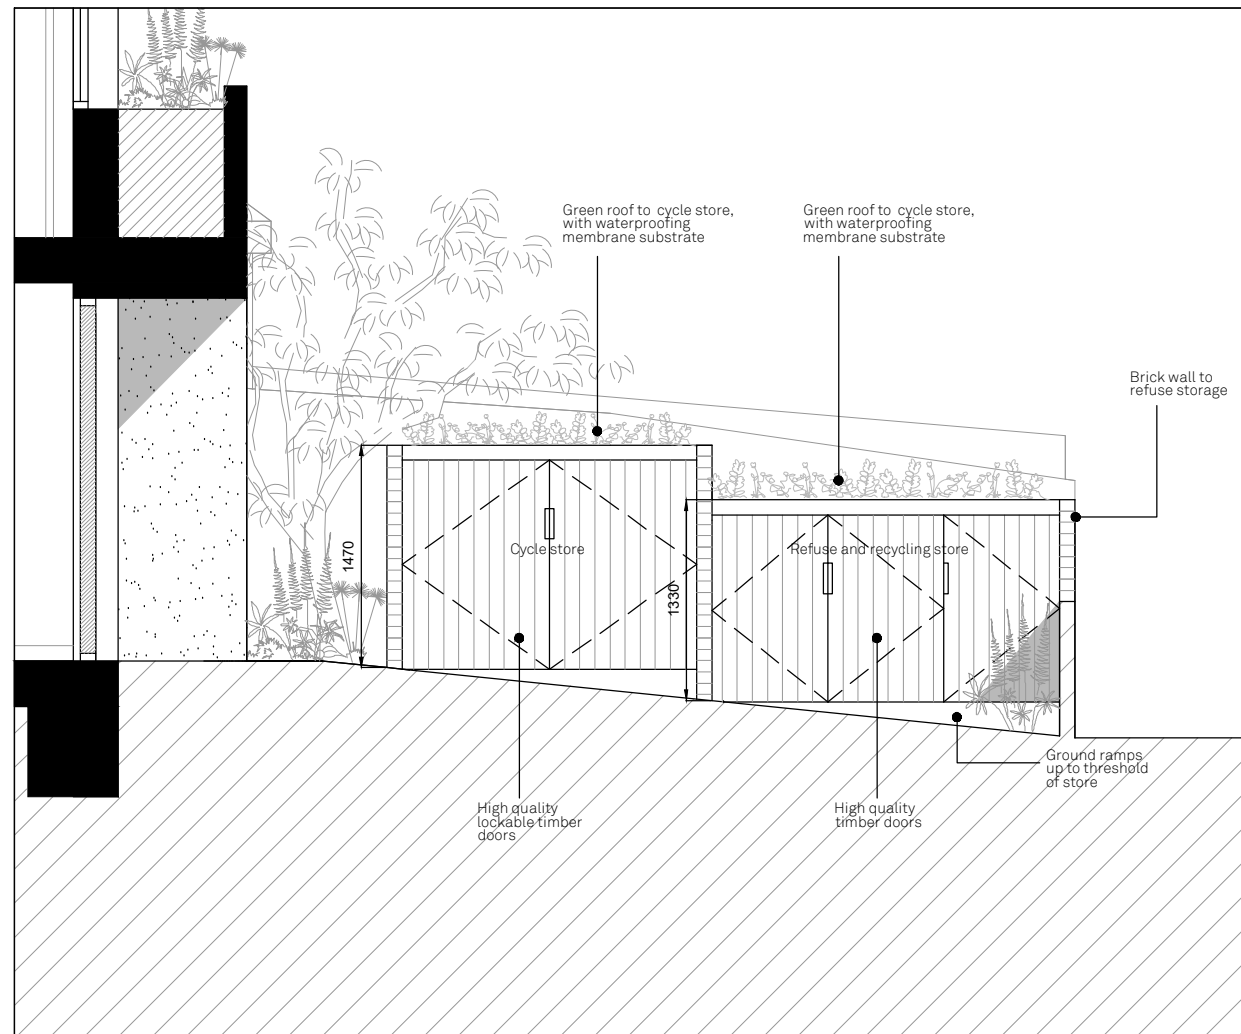 Green roof to cycle store,
with waterproofing
membrane substrate
Green roof to cycle store,
with waterproofing
membrane substrate
Brick wall to
refuse storage
1470
Cycle store
1330
Refuse and recycling store
Ground ramps
up to threshold
of store
High quality
lockable timber
doors
High quality
timber doors